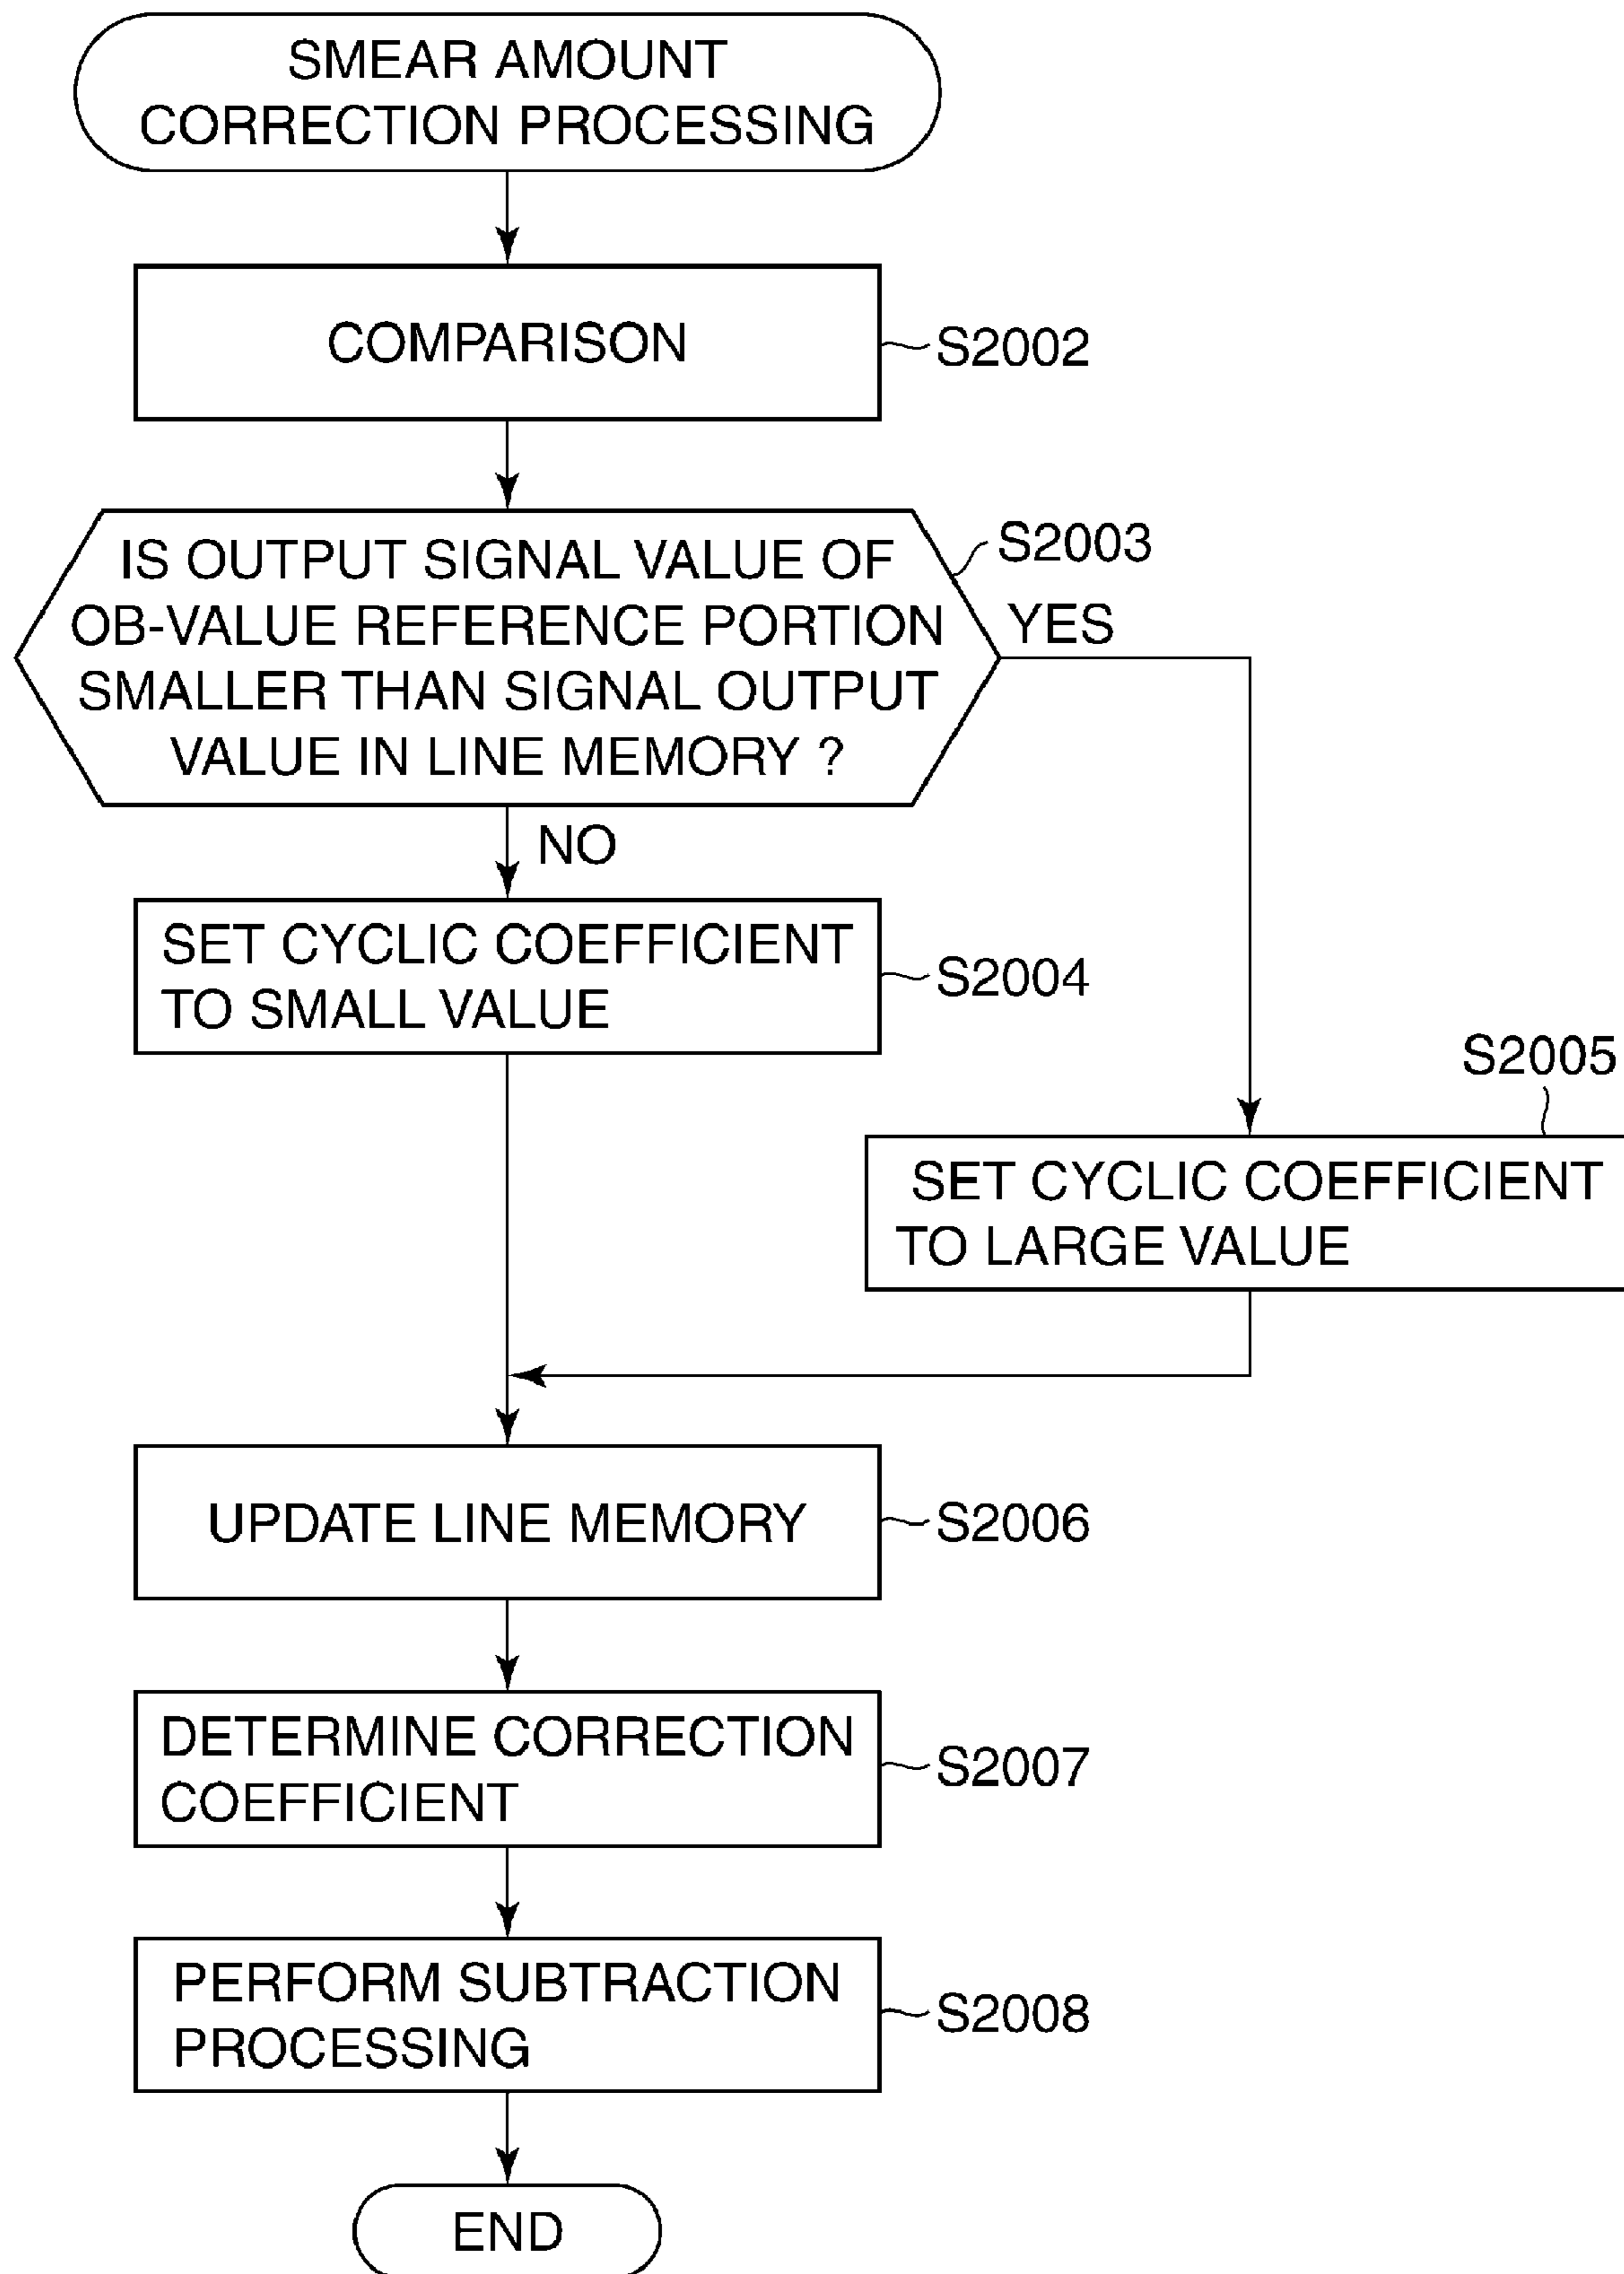 SMEAR AMOUNT
CORRECTION PROCESSING
COMPARISON
S2002
IS OUTPUT SIGNAL VALUE OF
OB-VALUE REFERENCE PORTION
SMALLER THAN SIGNAL OUTPUT
VALUE IN LINE MEMORY ?
S2003
YES
NO
SET CYCLIC COEFFICIENT
TO SMALL VALUE
S2004
S2005
SET CYCLIC COEFFICIENT
TO LARGE VALUE
UPDATE LINE MEMORY
S2006
DETERMINE CORRECTION
COEFFICIENT
S2007
PERFORM SUBTRACTION
PROCESSING
S2008
END